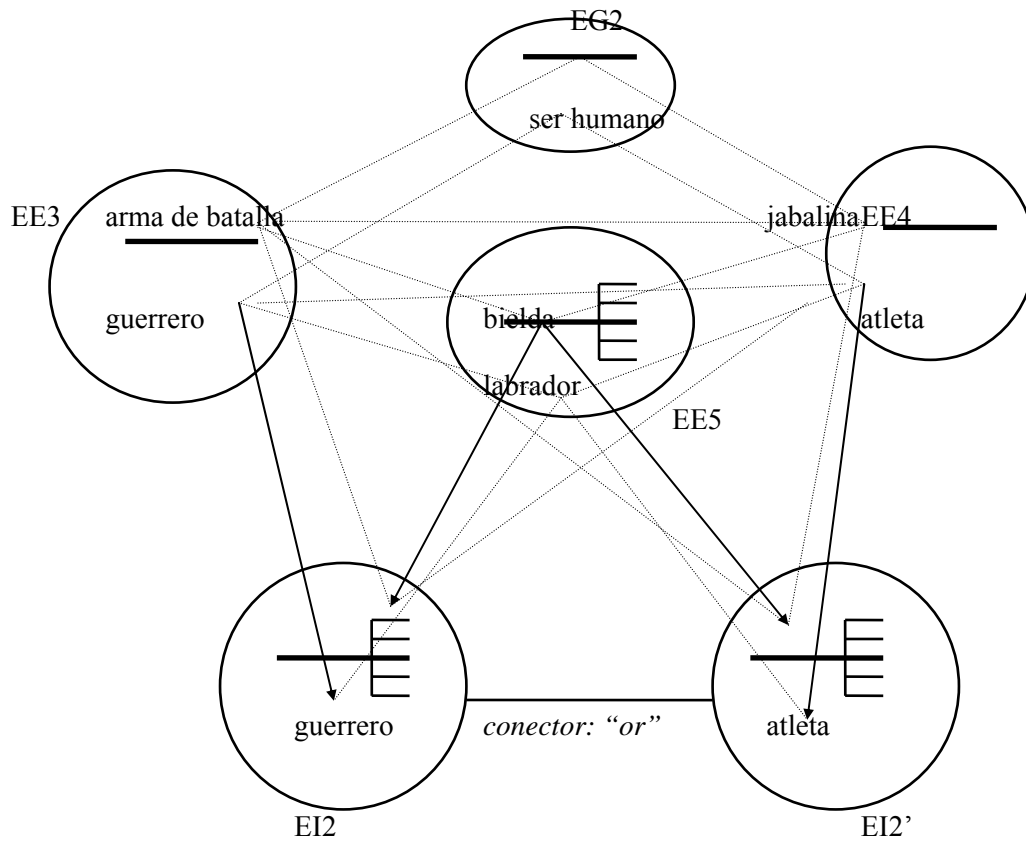 EG2
ser humano
EE3
arma de batalla
jabalina
EE4
guerrero
bielda
atleta
labrador
EE5
guerrero
conector: “or”
atleta
EI2
EI2’